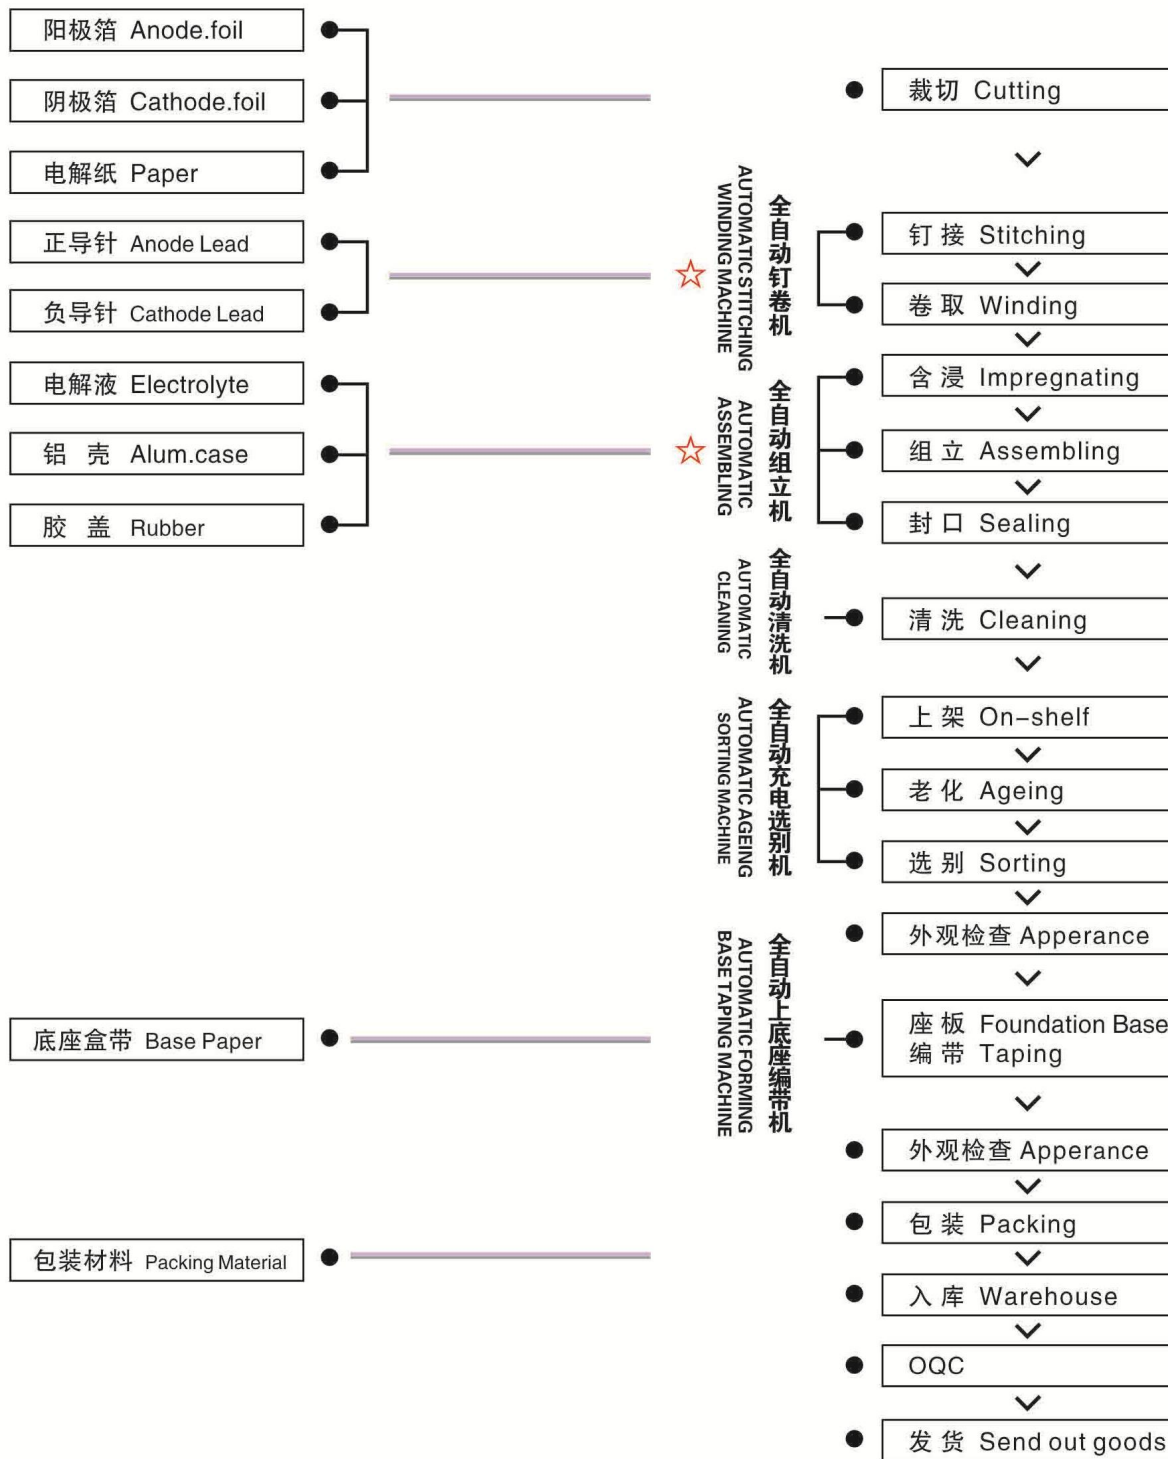 阳极箔 Anode.foil
阴极箔 Cathode.foil
电解纸 Paper
正导针 Anode Lead
负导针 Cathode Lead
电解液 Electrolyte
铝 壳 Alum.case
胶 盖 Rubber
底座盒带 Base Paper
包装材料 Packing Material
全自动钉卷机
AUTOMATIC STITCHING
WINDING MACHINE
全自动组立机
AUTOMATIC
ASSEMBLING
全自动清洗机
AUTOMATIC
CLEANING
全自动充电选别机
AUTOMATIC AGEING
SORTING MACHINE
全自动上底座编带机
AUTOMATIC FORMING
BASE TAPING MACHINE
裁切 Cutting
钉 接 Stitching
卷 取 Winding
含 浸 Impregnating
组 立 Assembling
封 口 Sealing
清 洗 Cleaning
上 架 On-shelf
老 化 Ageing
选 别 Sorting
外观检查 Apperance
座 板 Foundation Base
编 带 Taping
外观检查 Apperance
包 装 Packing
入 库 Warehouse
OQC
发 货 Send out goods